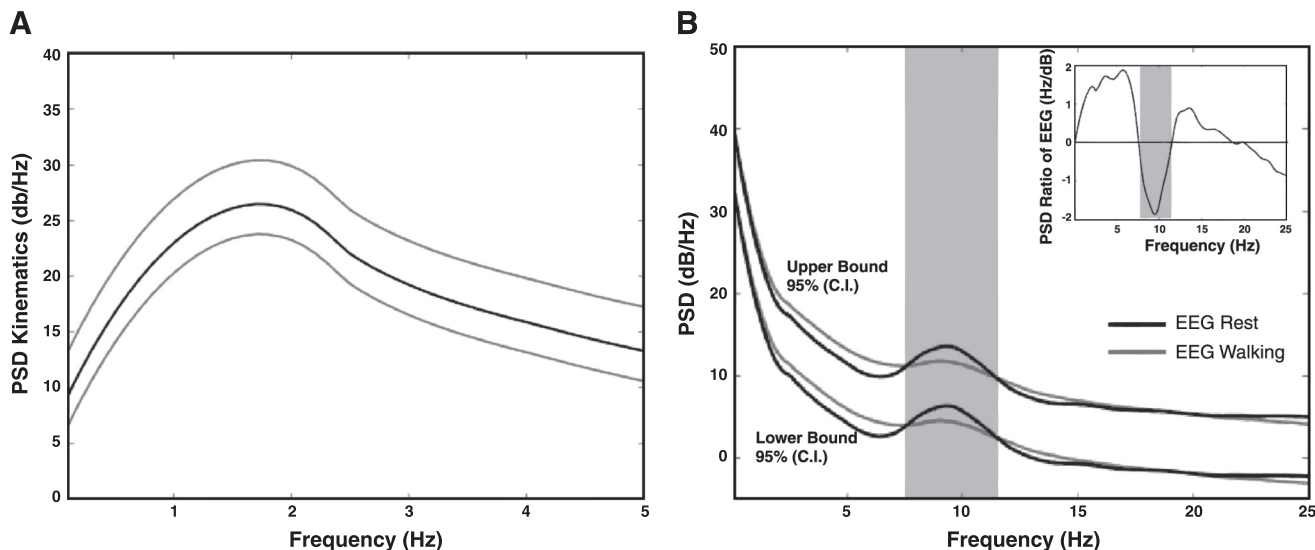 A
PSD Kinematics (db/Hz)
40
35
30
25
20
15
10
5
0
1
2
3
4
5
Frequency (Hz)
B
PSD (dB/Hz)
50
40
30
20
10
0
5
10
15
20
25
Frequency (Hz)
Upper Bound
95% (C.I.)
Lower Bound
95% (C.I.)
EEG Rest
EEG Walking
PSD Ratio of EEG (Hz/dB)
2
1
0
-1
-2
5
10
15
20
25
Frequency (Hz)